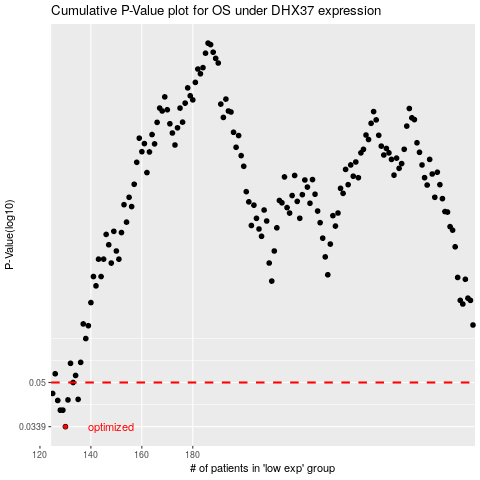 Cumulative P-Value plot for OS under DHX37 expression
P-Value(log10)
0.05
0.0339
optimized
120 140 160 180
# of patients in 'low exp' group